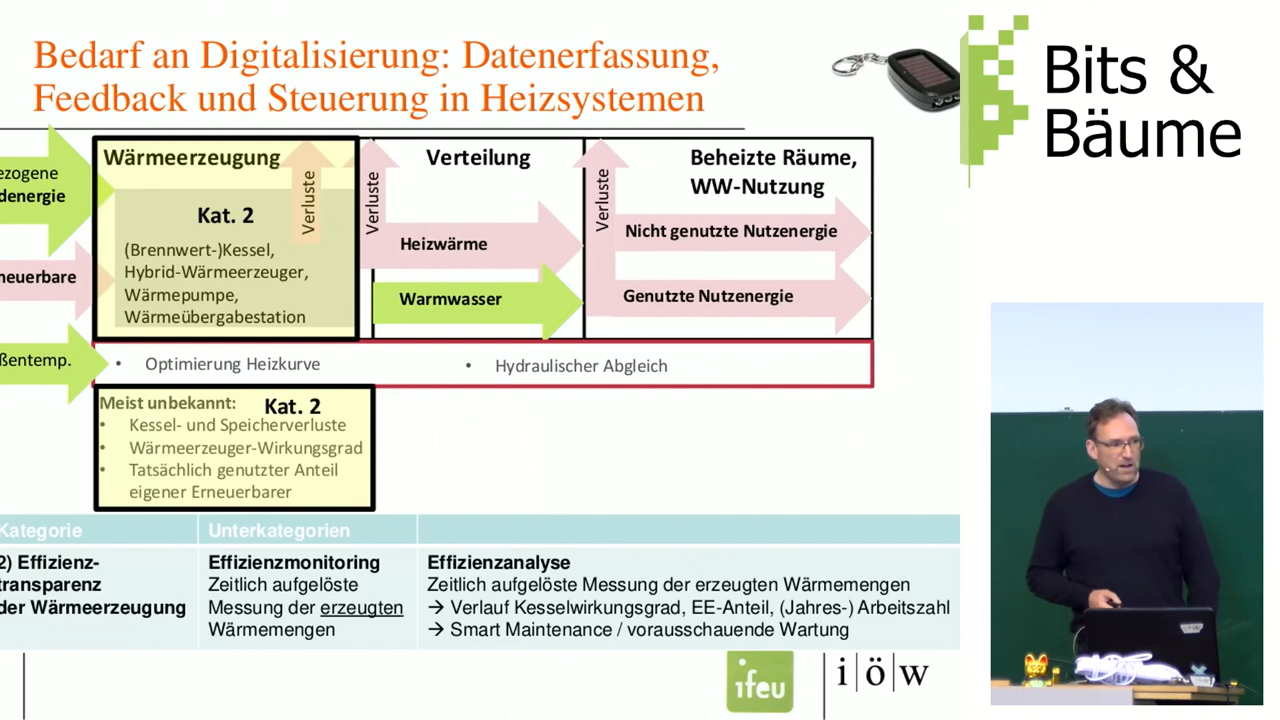 Bedarf an Digitalisierung: Datenerfassung,
Feedback und Steuerung in Heizsystemen
Bits &
Bäume
ezogene
denergie
neuerbare
ßentemp.
Wärmeerzeugung
Verluste
Kat. 2
(Brennwert-)Kessel,
Hybrid-Wärmeerzeuger,
Wärmepumpe,
Wärmeübergabestation
Verluste
Verteilung
Heizwärme
Warmwasser
Verluste
Beheizte Räume,
WW-Nutzung
Nicht genutzte Nutzenergie
Genutzte Nutzenergie
• Optimierung Heizkurve
• Hydraulischer Abgleich
Meist unbekannt: Kat. 2
• Kessel- und Speicherverluste
• Wärmeerzeuger-Wirkungsgrad
• Tatsächlich genutzter Anteil
eigener Erneuerbarer
Kategorie
Unterkategorien
2) Effizienz-
transparenz
der Wärmeerzeugung
Effizienzmonitoring
Zeitlich aufgelöste
Messung der erzeugten
Wärmemengen
Effizienzanalyse
Zeitlich aufgelöste Messung der erzeugten Wärmemengen
→ Verlauf Kesselwirkungsgrad, EE-Anteil, (Jahres-) Arbeitszahl
→ Smart Maintenance / vorausschauende Wartung
ifeu
i|ö|w